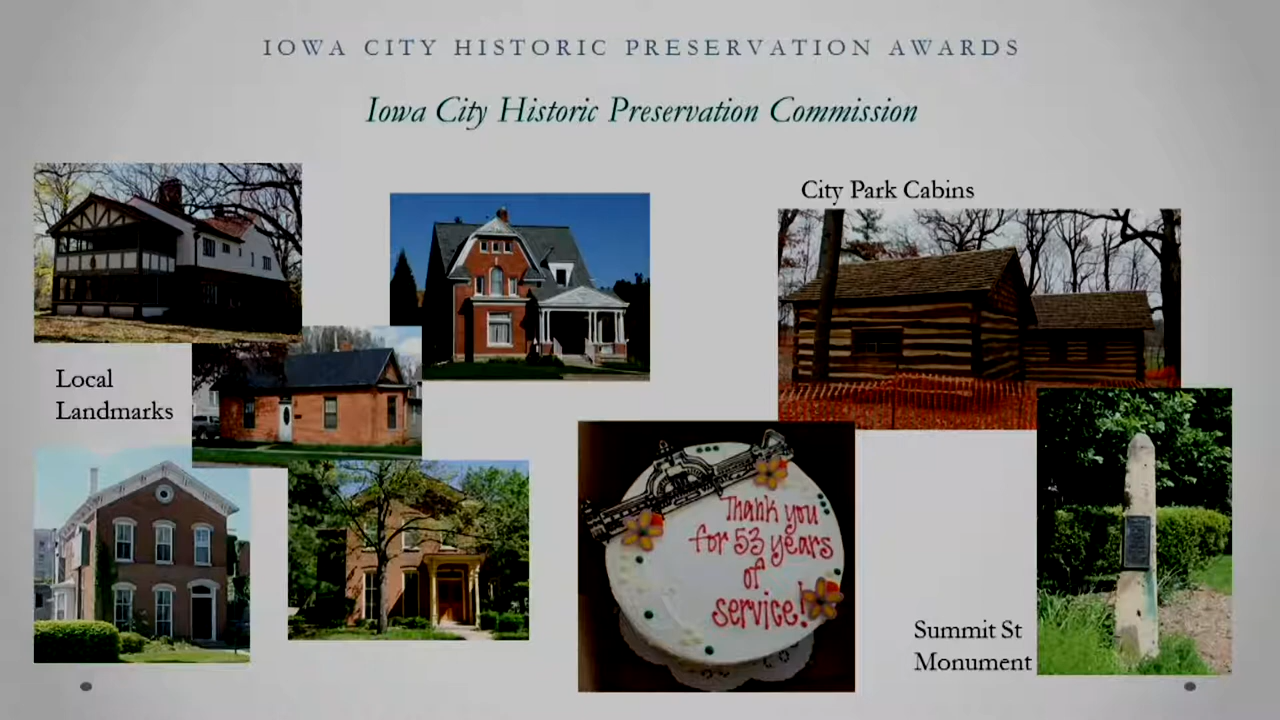 IOWA CITY HISTORIC PRESERVATION AWARDS
Iowa City Historic Preservation Commission
City Park Cabins
Local
Landmarks
Thank you
for 53 years
of
service!
Summit St
Monument